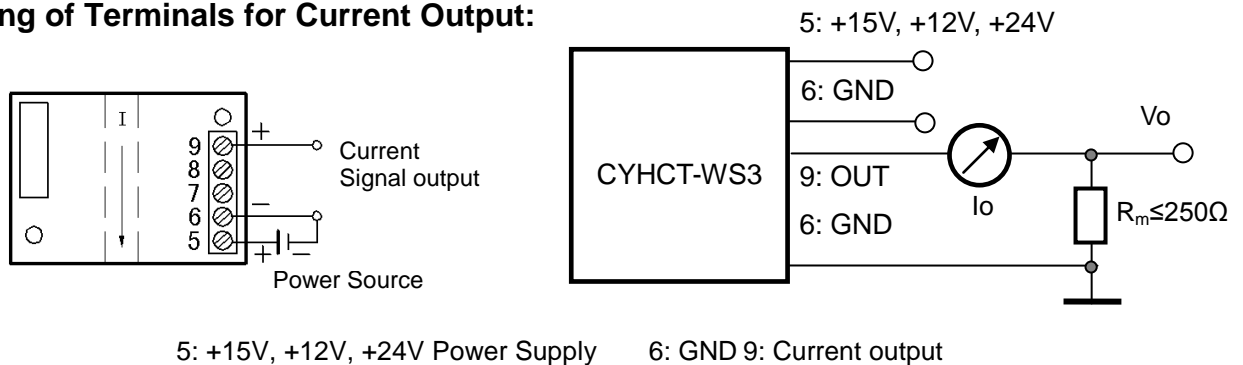 ng of Terminals for Current Output:
I
+
9
8
7
6
5
−
+
−
Current
Signal output
Power Source
5: +15V, +12V, +24V
6: GND
CYHCT-WS3
9: OUT
6: GND
Io
Vo
Rm≤250Ω
5: +15V, +12V, +24V Power Supply 6: GND 9: Current output